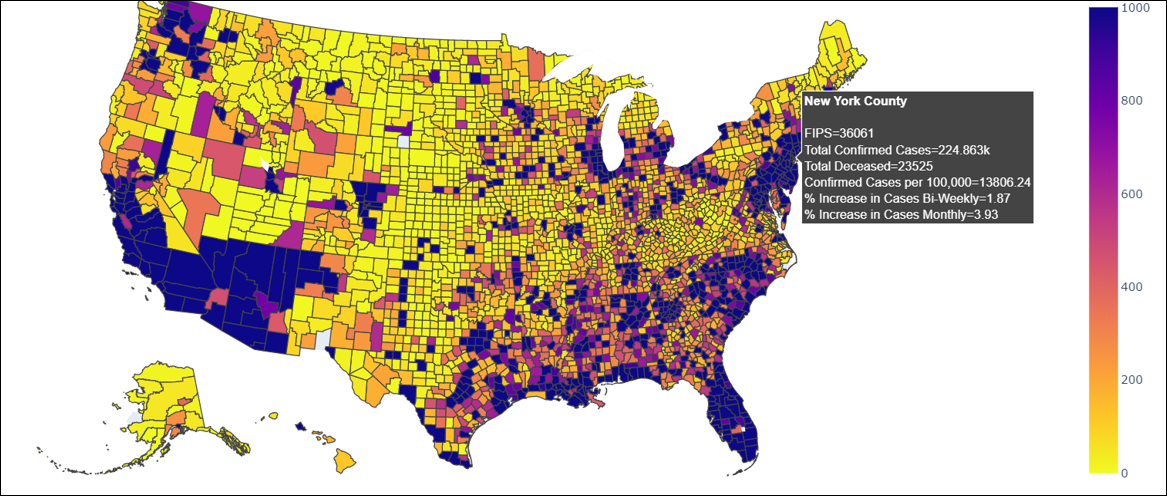 New York County
FIPS=36061
Total Confirmed Cases=224.863k
Total Deceased=23525
Confirmed Cases per 100,000=13806.24
% Increase in Cases Bi-Weekly=1.87
% Increase in Cases Monthly=3.93
1000
800
600
400
200
0